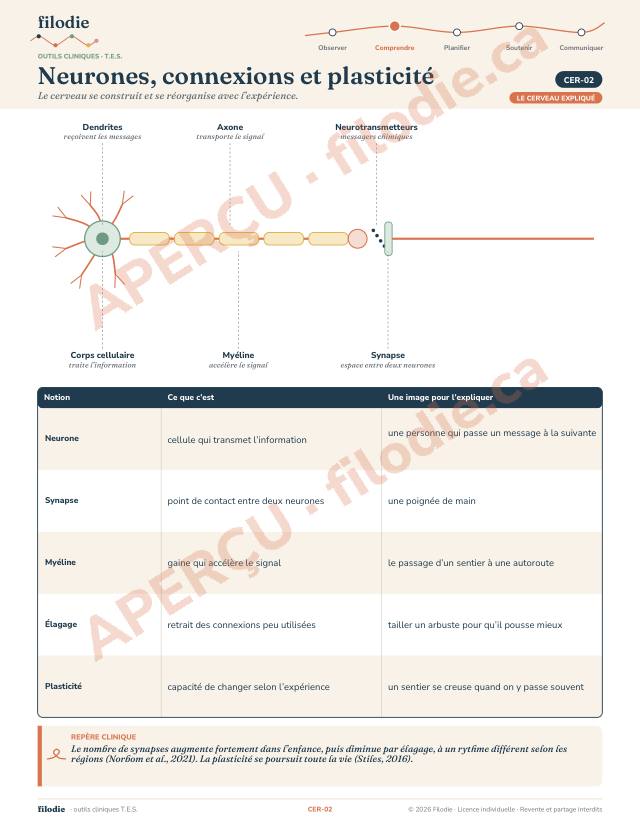 filodie
OUTILS CLINIQUES · T.E.S.
Observer
Comprendre
Planifier
Soutenir
Communiquer
Neurones, connexions et plasticité
Le cerveau se construit et se réorganise avec l'expérience.
CER-02
LE CERVEAU EXPLIQUÉ
Dendrites
reçoivent les messages
Axone
transporte le signal
Neurotransmetteurs
messagers chimiques
APERÇU · filodie.ca
Corps cellulaire
traite l'information
Myéline
accélère le signal
Synapse
espace entre deux neurones
Notion Ce que c'est Une image pour l'expliquer
Neurone cellule qui transmet l'information une personne qui passe un message à la suivante
Synapse point de contact entre deux neurones une poignée de main
Myéline gaine qui accélère le signal le passage d'un sentier à une autoroute
Élagage retrait des connexions peu utilisées tailler un arbuste pour qu'il pousse mieux
Plasticité capacité de changer selon l'expérience un sentier se creuse quand on y passe souvent
APERÇU · filodie.ca
REPÈRE CLINIQUE
Le nombre de synapses augmente fortement dans l'enfance, puis diminue par élagage, à un rythme différent selon les
régions (Norbom et al., 2021). La plasticité se poursuit toute la vie (Stiles, 2016).
filodie · outils cliniques T.E.S. CER-02 © 2026 Filodie · Licence individuelle · Revente et partage interdits